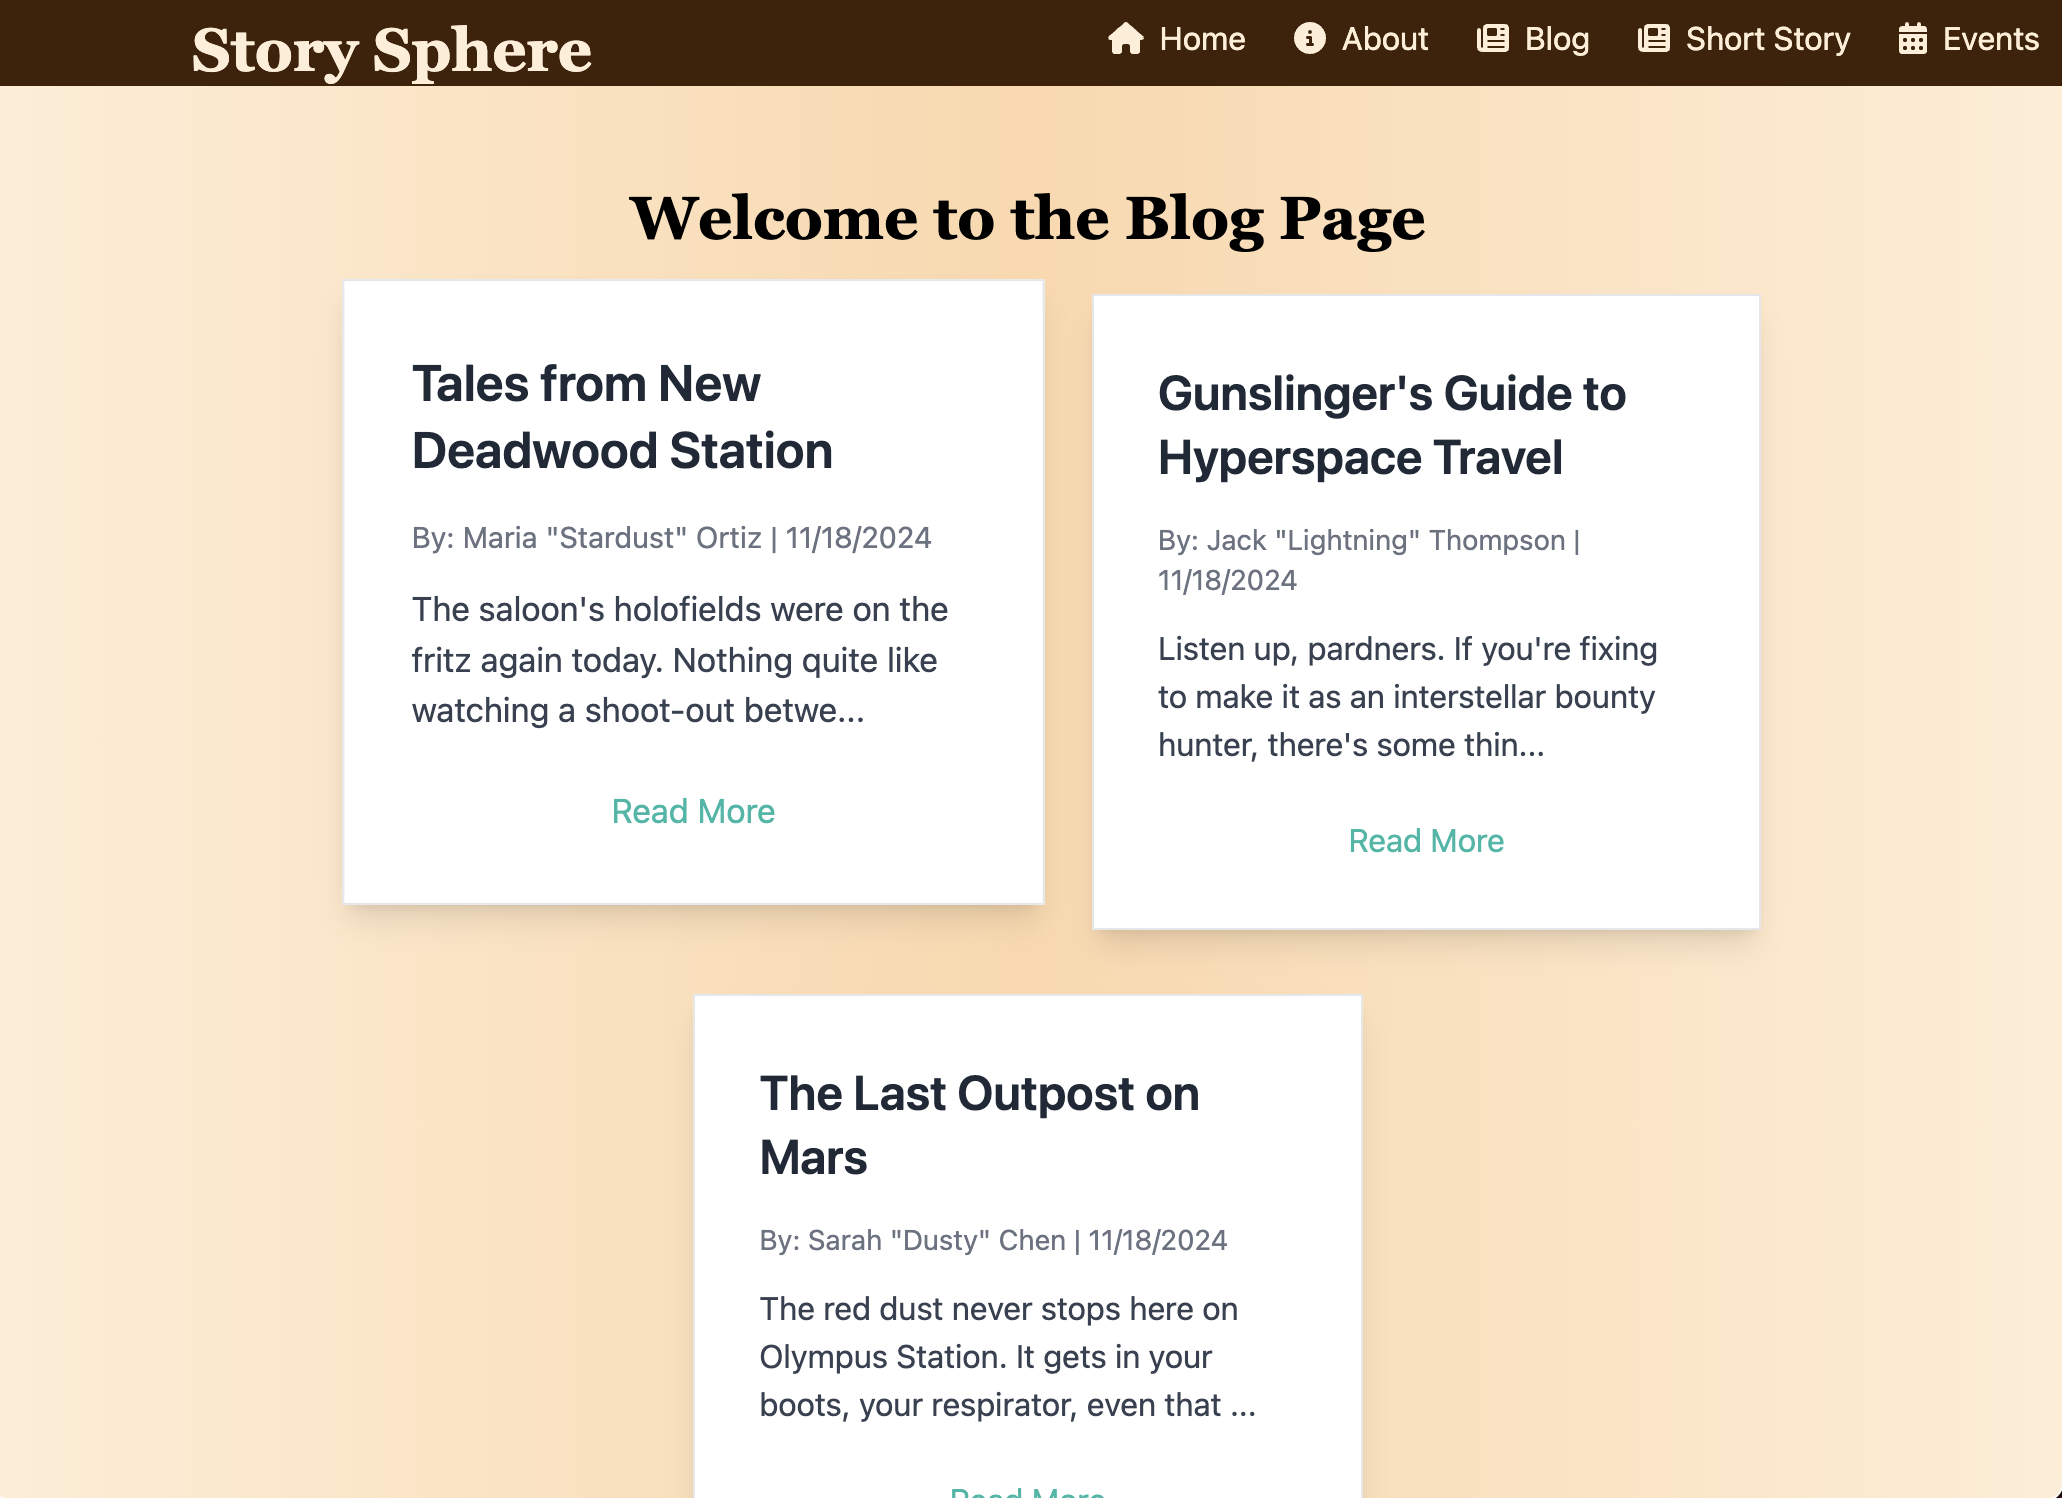 Story Sphere
Home
About
Blog
Short Story
Events
Welcome to the Blog Page
Tales from New
Deadwood Station
By: Maria "Stardust" Ortiz | 11/18/2024
The saloon's holofields were on the
fritz again today. Nothing quite like
watching a shoot-out betwe...
Read More
Gunslinger's Guide to
Hyperspace Travel
By: Jack "Lightning" Thompson |
11/18/2024
Listen up, pardners. If you're fixing
to make it as an interstellar bounty
hunter, there's some thin...
Read More
The Last Outpost on
Mars
By: Sarah "Dusty" Chen | 11/18/2024
The red dust never stops here on
Olympus Station. It gets in your
boots, your respirator, even that ...
Read More